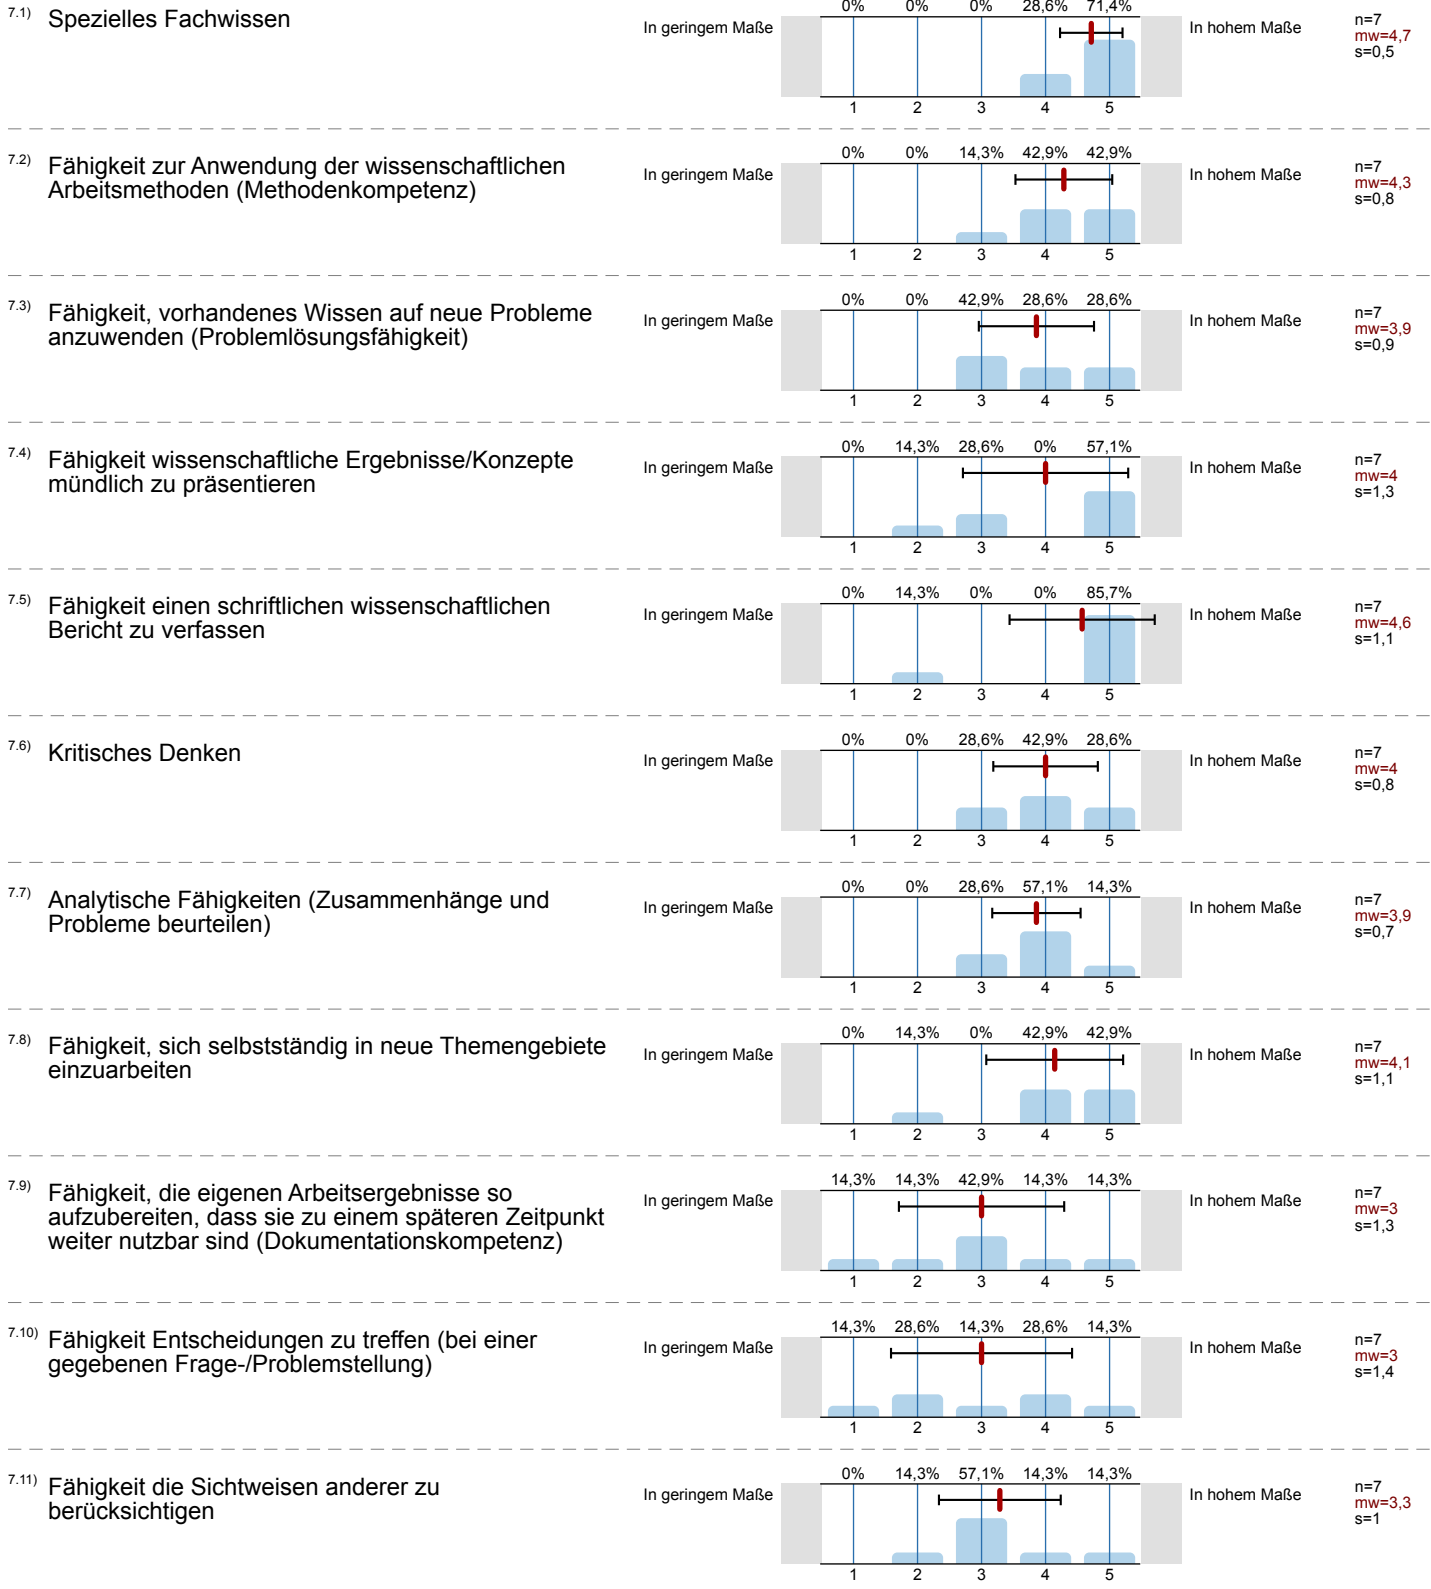 7.1) Spezielles Fachwissen
0% 0% 0% 28,6% 71,4%
In geringem Maße In hohem Maße
n=7
mw=4,7
s=0,5
1 2 3 4 5
7.2) Fähigkeit zur Anwendung der wissenschaftlichen
Arbeitsmethoden (Methodenkompetenz)
0% 0% 14,3% 42,9% 42,9%
In geringem Maße In hohem Maße
n=7
mw=4,3
s=0,8
1 2 3 4 5
7.3) Fähigkeit, vorhandenes Wissen auf neue Probleme
anzuwenden (Problemlösungsfähigkeit)
0% 0% 42,9% 28,6% 28,6%
In geringem Maße In hohem Maße
n=7
mw=3,9
s=0,9
1 2 3 4 5
7.4) Fähigkeit wissenschaftliche Ergebnisse/Konzepte
mündlich zu präsentieren
0% 14,3% 28,6% 0% 57,1%
In geringem Maße In hohem Maße
n=7
mw=4
s=1,3
1 2 3 4 5
7.5) Fähigkeit einen schriftlichen wissenschaftlichen
Bericht zu verfassen
0% 14,3% 0% 0% 85,7%
In geringem Maße In hohem Maße
n=7
mw=4,6
s=1,1
1 2 3 4 5
7.6) Kritisches Denken
0% 0% 28,6% 42,9% 28,6%
In geringem Maße In hohem Maße
n=7
mw=4
s=0,8
1 2 3 4 5
7.7) Analytische Fähigkeiten (Zusammenhänge und
Probleme beurteilen)
0% 0% 28,6% 57,1% 14,3%
In geringem Maße In hohem Maße
n=7
mw=3,9
s=0,7
1 2 3 4 5
7.8) Fähigkeit, sich selbstständig in neue Themengebiete
einzuarbeiten
0% 14,3% 0% 42,9% 42,9%
In geringem Maße In hohem Maße
n=7
mw=4,1
s=1,1
1 2 3 4 5
7.9) Fähigkeit, die eigenen Arbeitsergebnisse so
aufzubereiten, dass sie zu einem späteren Zeitpunkt
weiter nutzbar sind (Dokumentationskompetenz)
14,3% 14,3% 42,9% 14,3% 14,3%
In geringem Maße In hohem Maße
n=7
mw=3
s=1,3
1 2 3 4 5
7.10) Fähigkeit Entscheidungen zu treffen (bei einer
gegebenen Frage-/Problemstellung)
14,3% 28,6% 14,3% 28,6% 14,3%
In geringem Maße In hohem Maße
n=7
mw=3
s=1,4
1 2 3 4 5
7.11) Fähigkeit die Sichtweisen anderer zu
berücksichtigen
0% 14,3% 57,1% 14,3% 14,3%
In geringem Maße In hohem Maße
n=7
mw=3,3
s=1
1 2 3 4 5